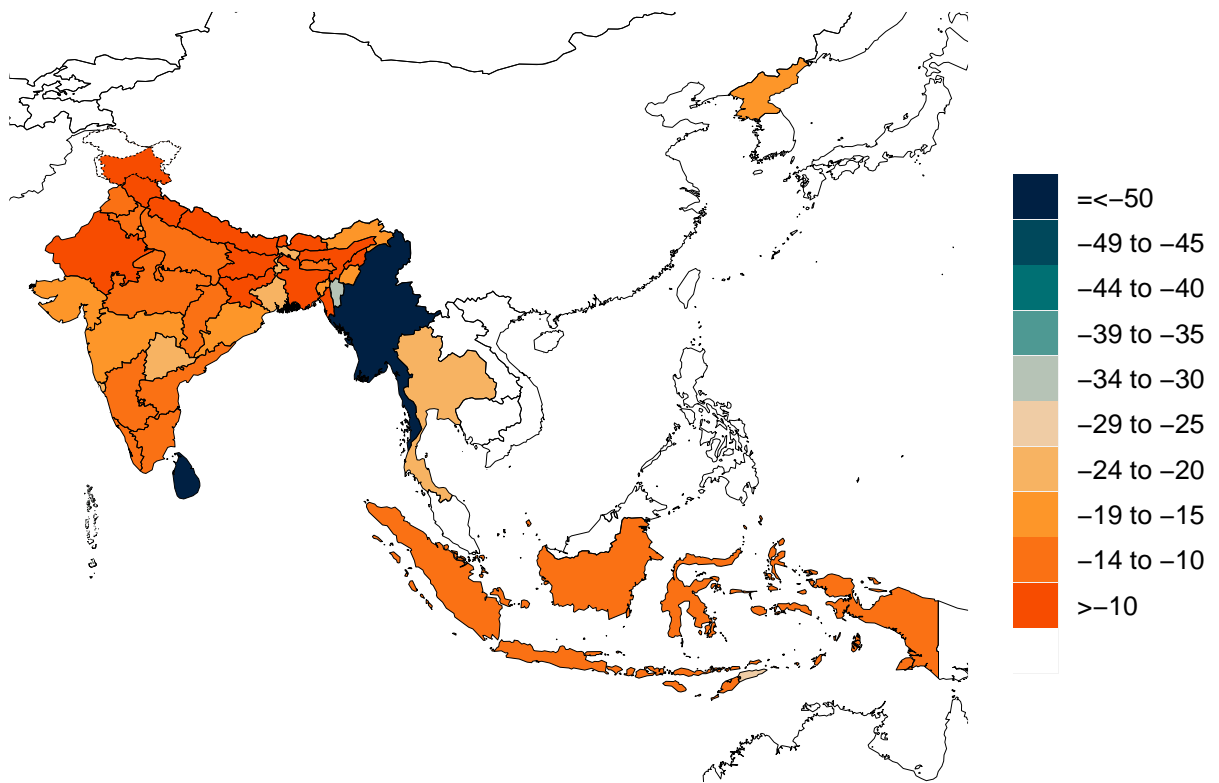 =<−50
−49 to −45
−44 to −40
−39 to −35
−34 to −30
−29 to −25
−24 to −20
−19 to −15
−14 to −10
>−10